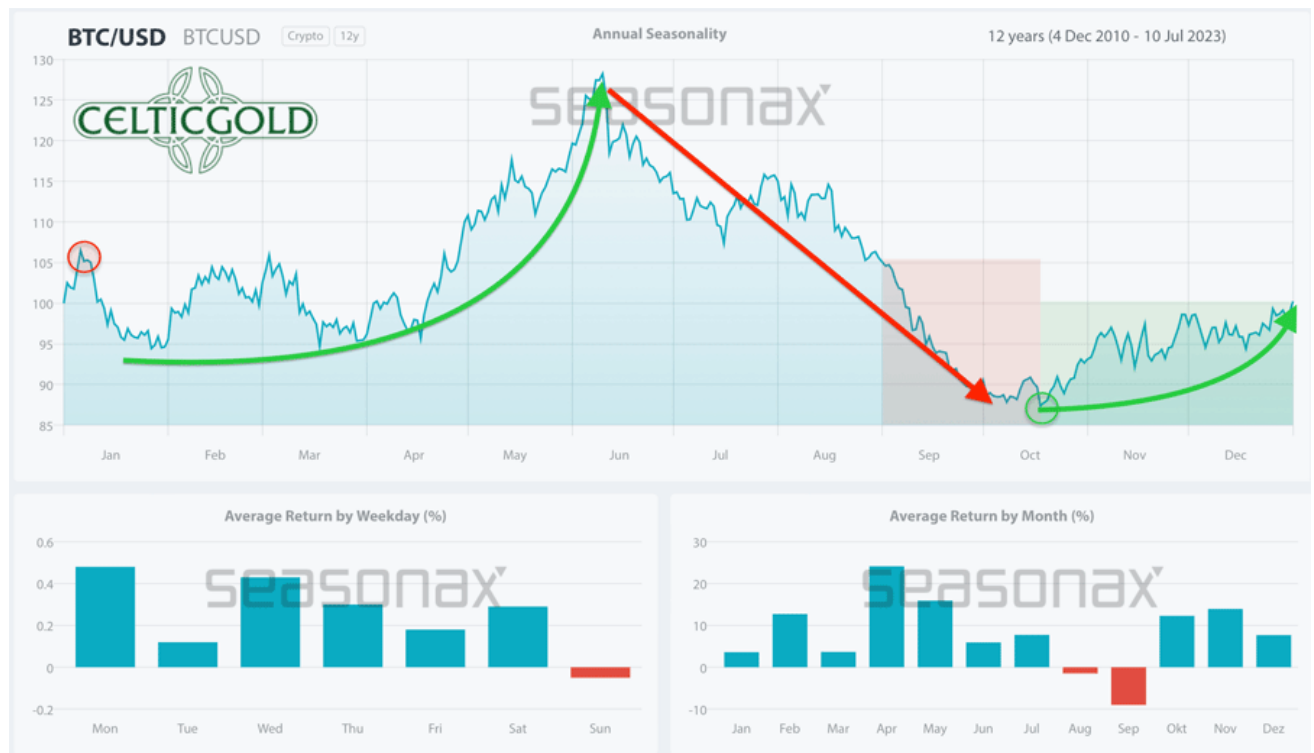 BTC/USD BTCUSD Crypto 12y
Annual Seasonality
12 years (4 Dec 2010 - 10 Jul 2023)
CELTICGOLD
seasonax
130
125
120
115
110
105
100
95
90
85
Jan Feb Mar Apr May Jun Jul Aug Sep Oct Nov Dec
Average Return by Weekday (%)
seasonax
0.6
0.4
0.2
0
-0.2
Mon Tue Wed Thu Fri Sat Sun
Average Return by Month (%)
seasonax
30
20
10
0
-10
Jan Feb Mar Apr May Jun Jul Aug Sep Okt Nov Dez